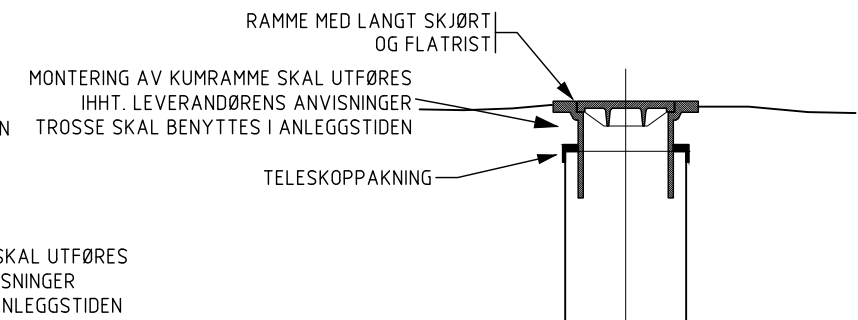 RAMME MED LANGT SKJØRT
OG FLATRIST
MONTERING AV KUMRAMME SKAL UTFØRES
IHHT. LEVERANDØRENS ANVISNINGER
N TROSSE SKAL BENYTTES I ANLEGGSTIDEN
TELESKOPPAKNING
SKAL UTFØRES
SNINGER
NLEGGSTIDEN